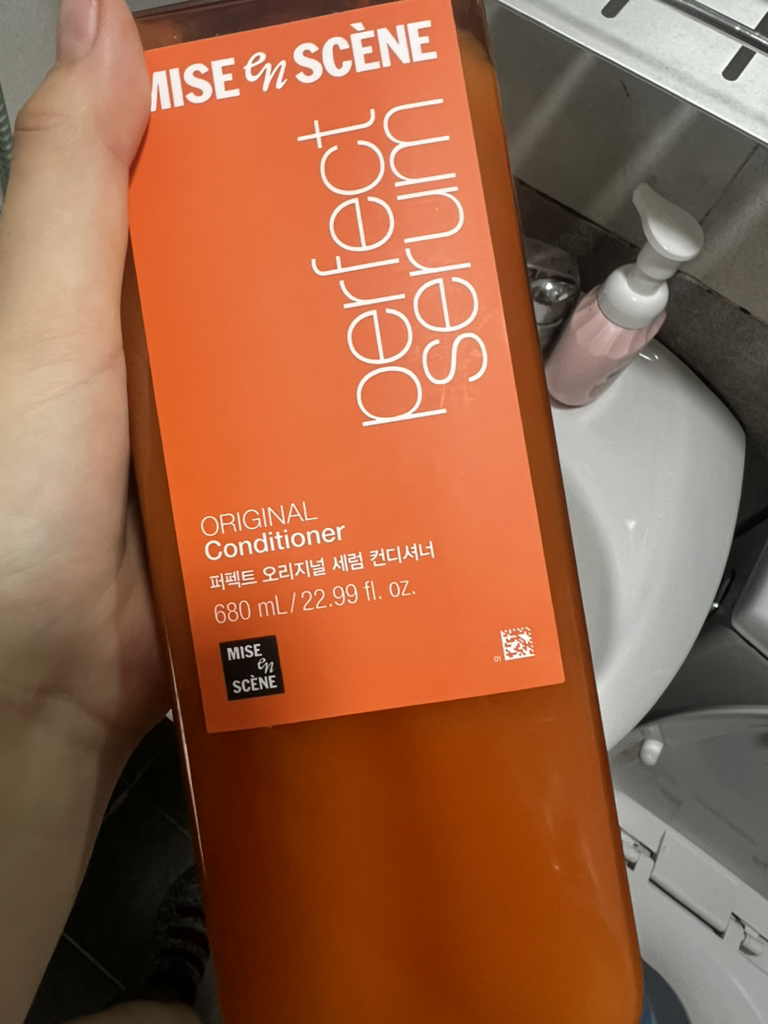 MISE en SCÈNE
perfect
serum
ORIGINAL
Conditioner
퍼펙트 오리지널 세럼 컨디셔너
680 mL / 22.99 fl. oz.
MISE
en
SCÈNE
01